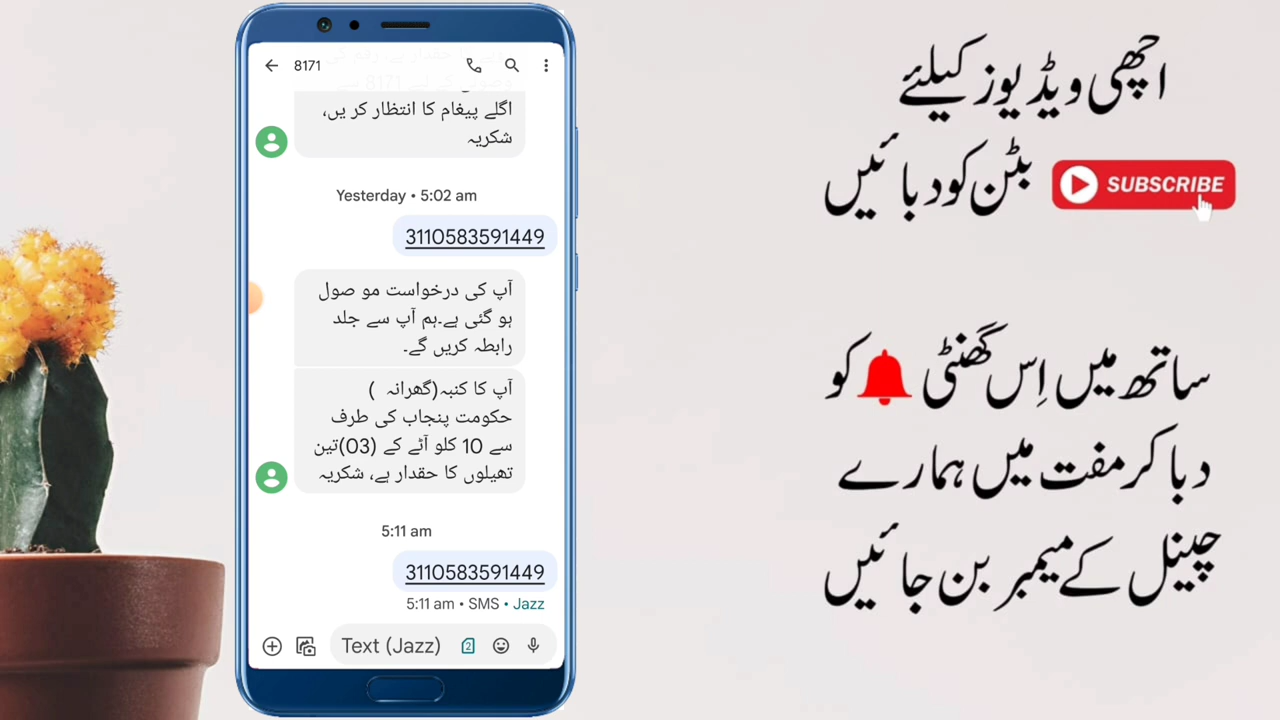 8171
اگلے پیغام کا انتظار کر یں،
شکریہ
Yesterday • 5:02 am
3110583591449
آپ کی درخواست مو صول
ہو گئی ہے۔ہم آپ سے جلد
رابطہ کریں گے۔
آپ کا کنبہ(گھرانہ )
حکومت پنجاب کی طرف
سے 10 کلو آٹے کے (03)تین
تھیلوں کا حقدار ہے، شکریہ
5:11 am
3110583591449
5:11 am • SMS • Jazz
Text (Jazz)
2
اچھی ویڈیوز کیلئے
بٹن کو دبائیں
SUBSCRIBE
ساتھ میں اِس گھنٹی کو
دبا کر مفت میں ہمارے
چینل کے میمبر بن جائیں